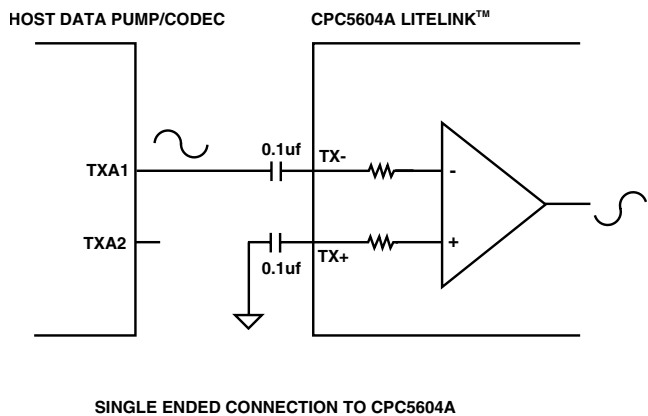 HOST DATA PUMP/CODEC
CPC5604A LITELINK™
0.1uf
TX-
TXA1
-
TXA2
+
0.1uf
TX+
SINGLE ENDED CONNECTION TO CPC5604A